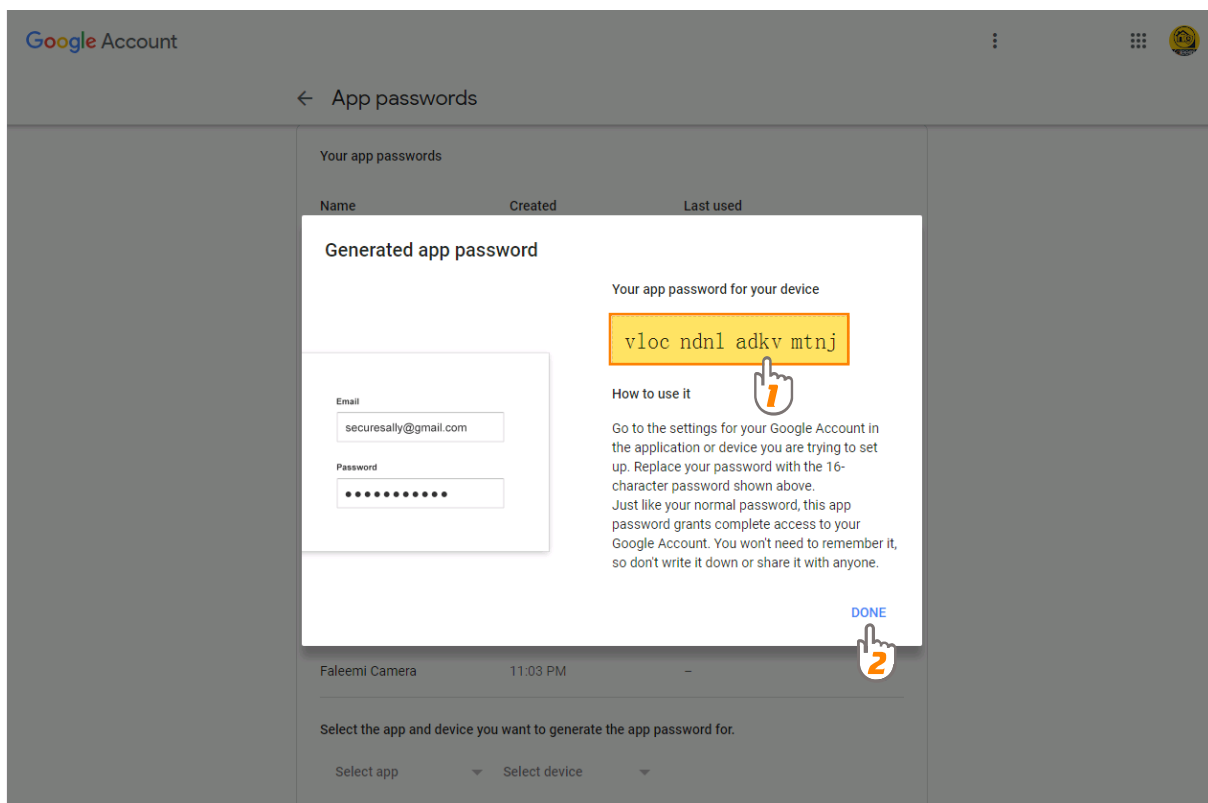 Google Account
App passwords
Your app passwords
Name Created Last used
Generated app password
Your app password for your device
vloc ndnl adkv mtnj
1
How to use it
Email
securesally@gmail.com
Password
Go to the settings for your Google Account in
the application or device you are trying to set
up. Replace your password with the 16-
character password shown above.
Just like your normal password, this app
password grants complete access to your
Google Account. You won't need to remember it,
so don't write it down or share it with anyone.
DONE
2
Faleemi Camera 11:03 PM –
Select the app and device you want to generate the app password for.
Select app Select device